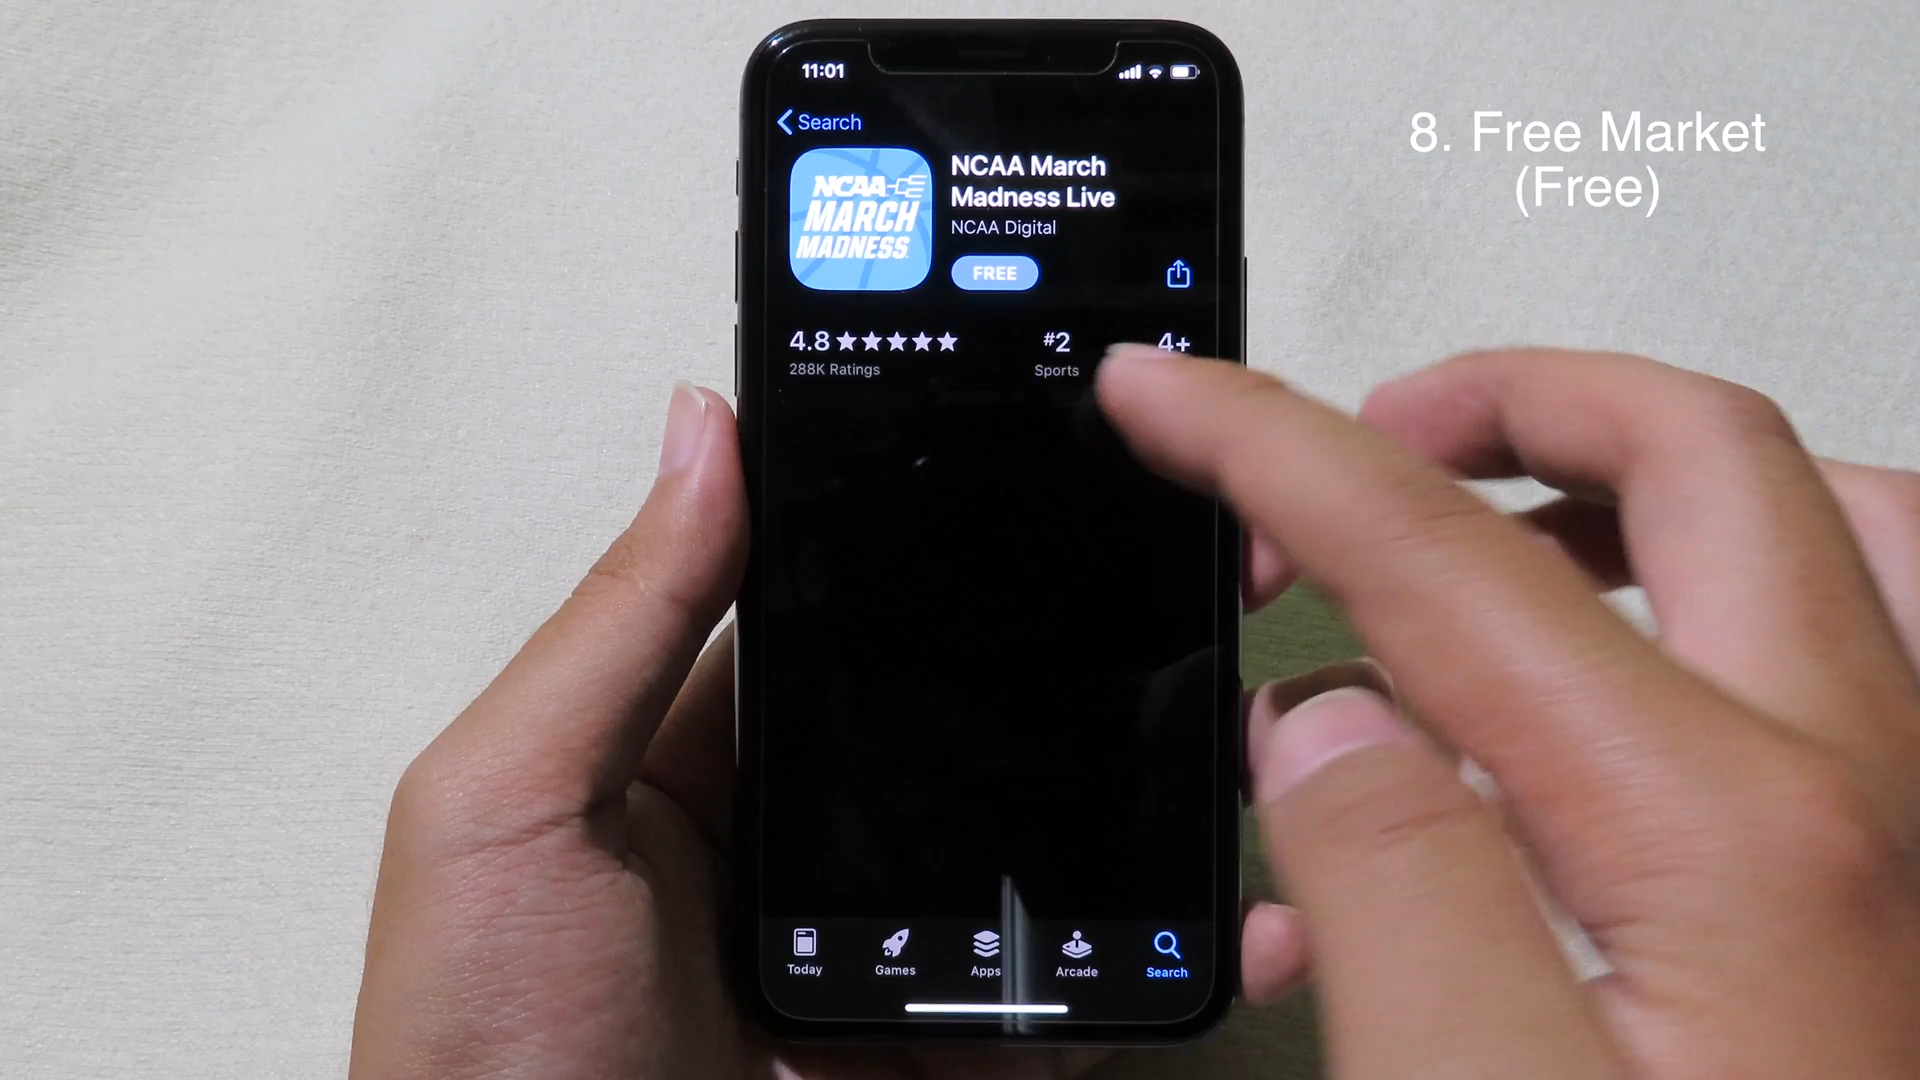 11:01
Search
8. Free Market
(Free)
NCAA
MARCH
MADNESS
NCAA March
Madness Live
NCAA Digital
FREE
4.8
#2
4+
288K Ratings
Sports
Today
Games
Apps
Arcade
Search